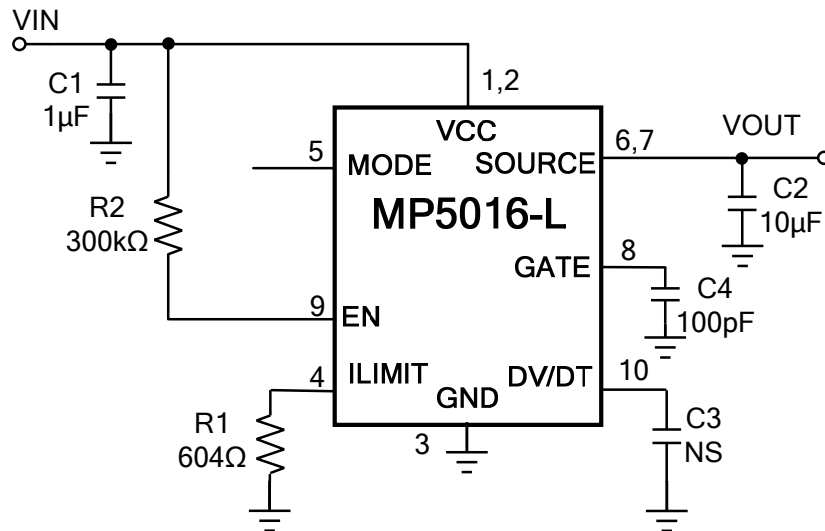 VIN
C1
1µF
1,2
VCC
5
MODE
SOURCE
6,7
VOUT
MP5016-L
R2
300kΩ
C2
10µF
GATE
8
C4
100pF
9
EN
4
ILIMIT
DV/DT
10
GND
R1
604Ω
3
C3
NS